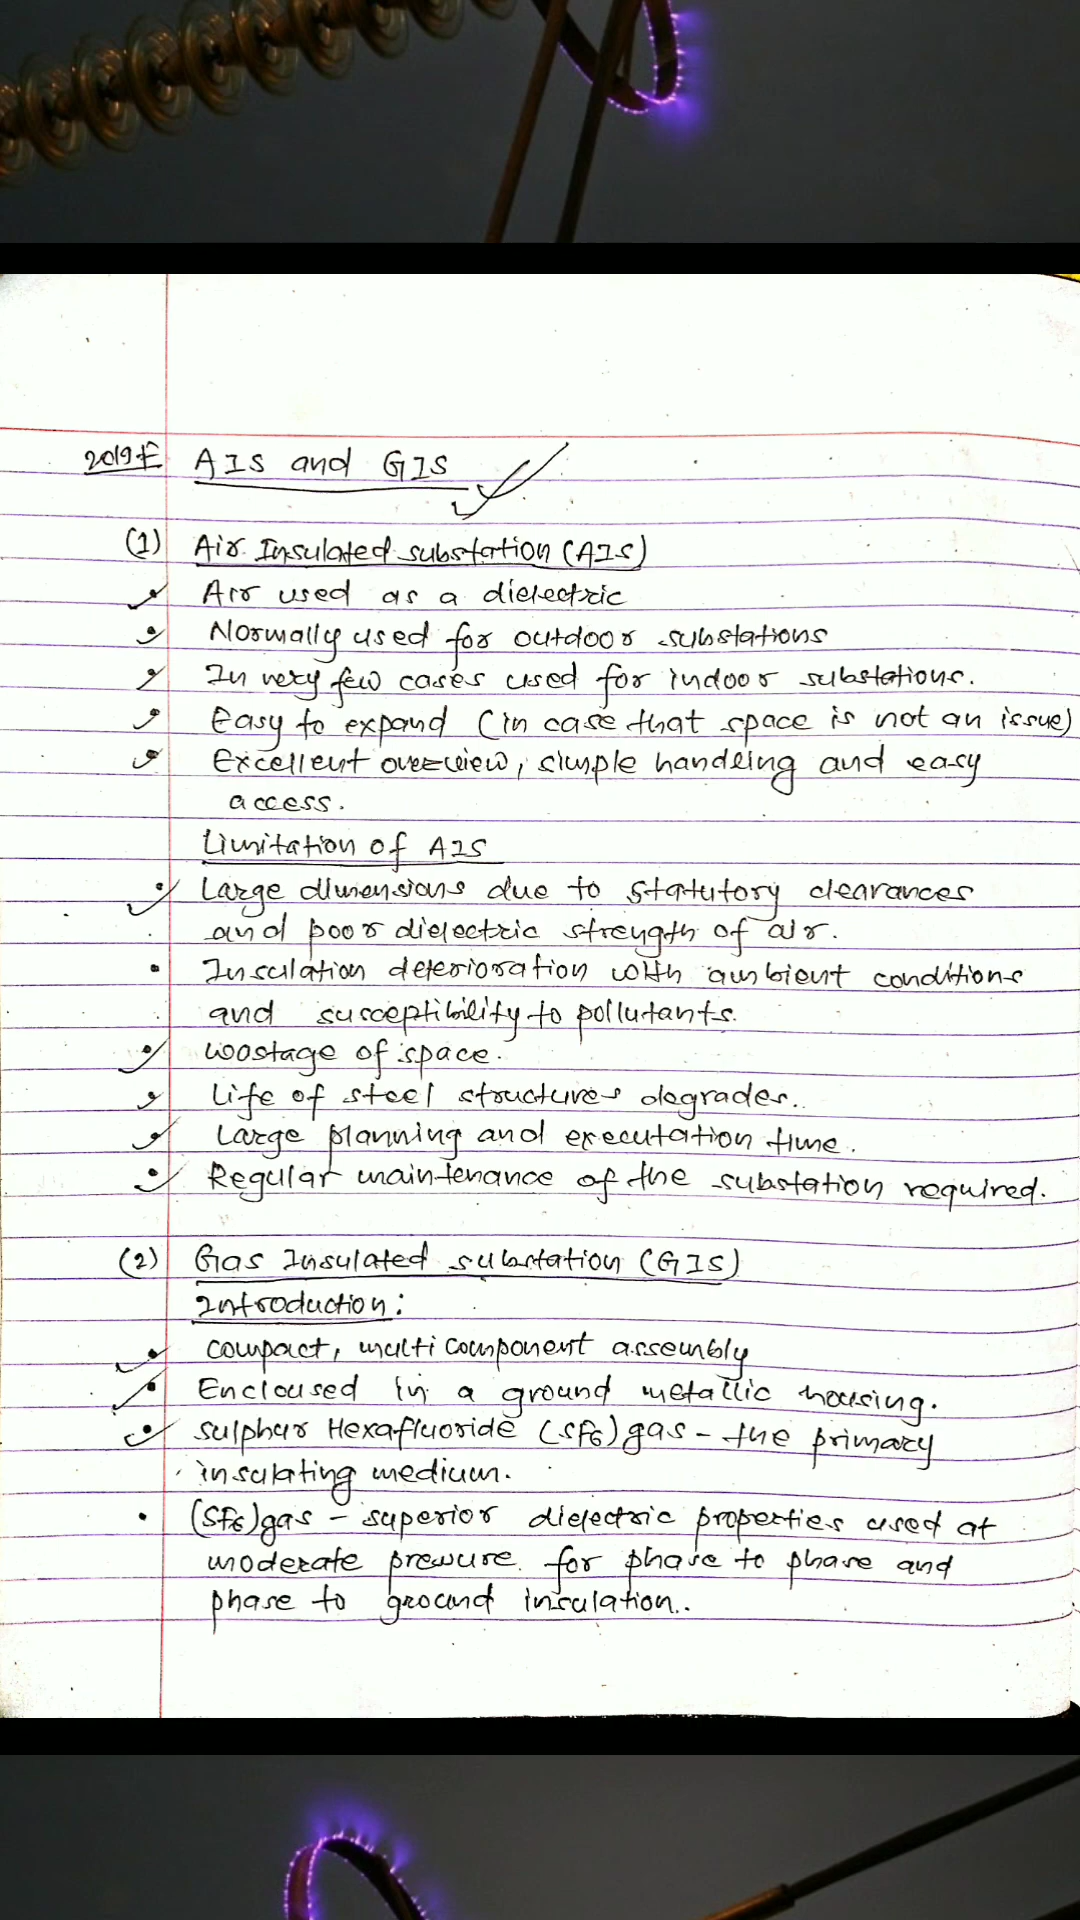 2019E AIS and GIS
(1) Air Insulated substation (AIS)
Air used as a dielectric
Normally used for outdoor substations
In very few cases used for indoor substations.
Easy to expand (in case that space is not an issue)
Excellent overview, simple handling and easy
access.
Limitation of AIS
Large dimensions due to statutory clearances
and poor dielectric strength of air.
• Insulation deterioration with ambient conditions
and susceptibility to pollutants.
• wastage of space.
• Life of steel structures degrades.
• Large planning and executation time.
• Regular maintenance of the substation required.
(2) Gas Insulated substation (GIS)
Introduction:
• compact, multi component assembly
• Encloused in a ground metallic housing.
• sulphur Hexafluoride (SF6) gas - the primary
insulating medium.
• (SF6) gas - superior dielectric properties used at
moderate pressure for phase to phase and
phase to ground insulation.